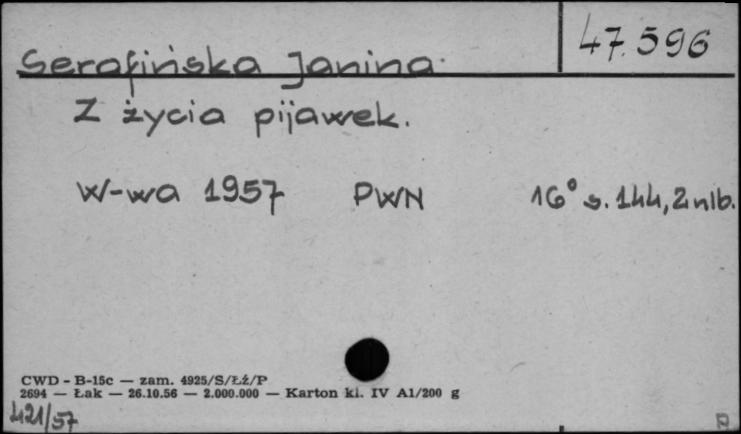 47.596
Serafińska Janina
Z życia pijawek.
W-wa 1957 PWN 16° s. 144, 2 nlb.
CWD - B-15c — zam. 4925/S/Łź/P
2694 — Łak — 26.10.56 — 2.000.000 — Karton kl. IV A1/200 g
421/57
P